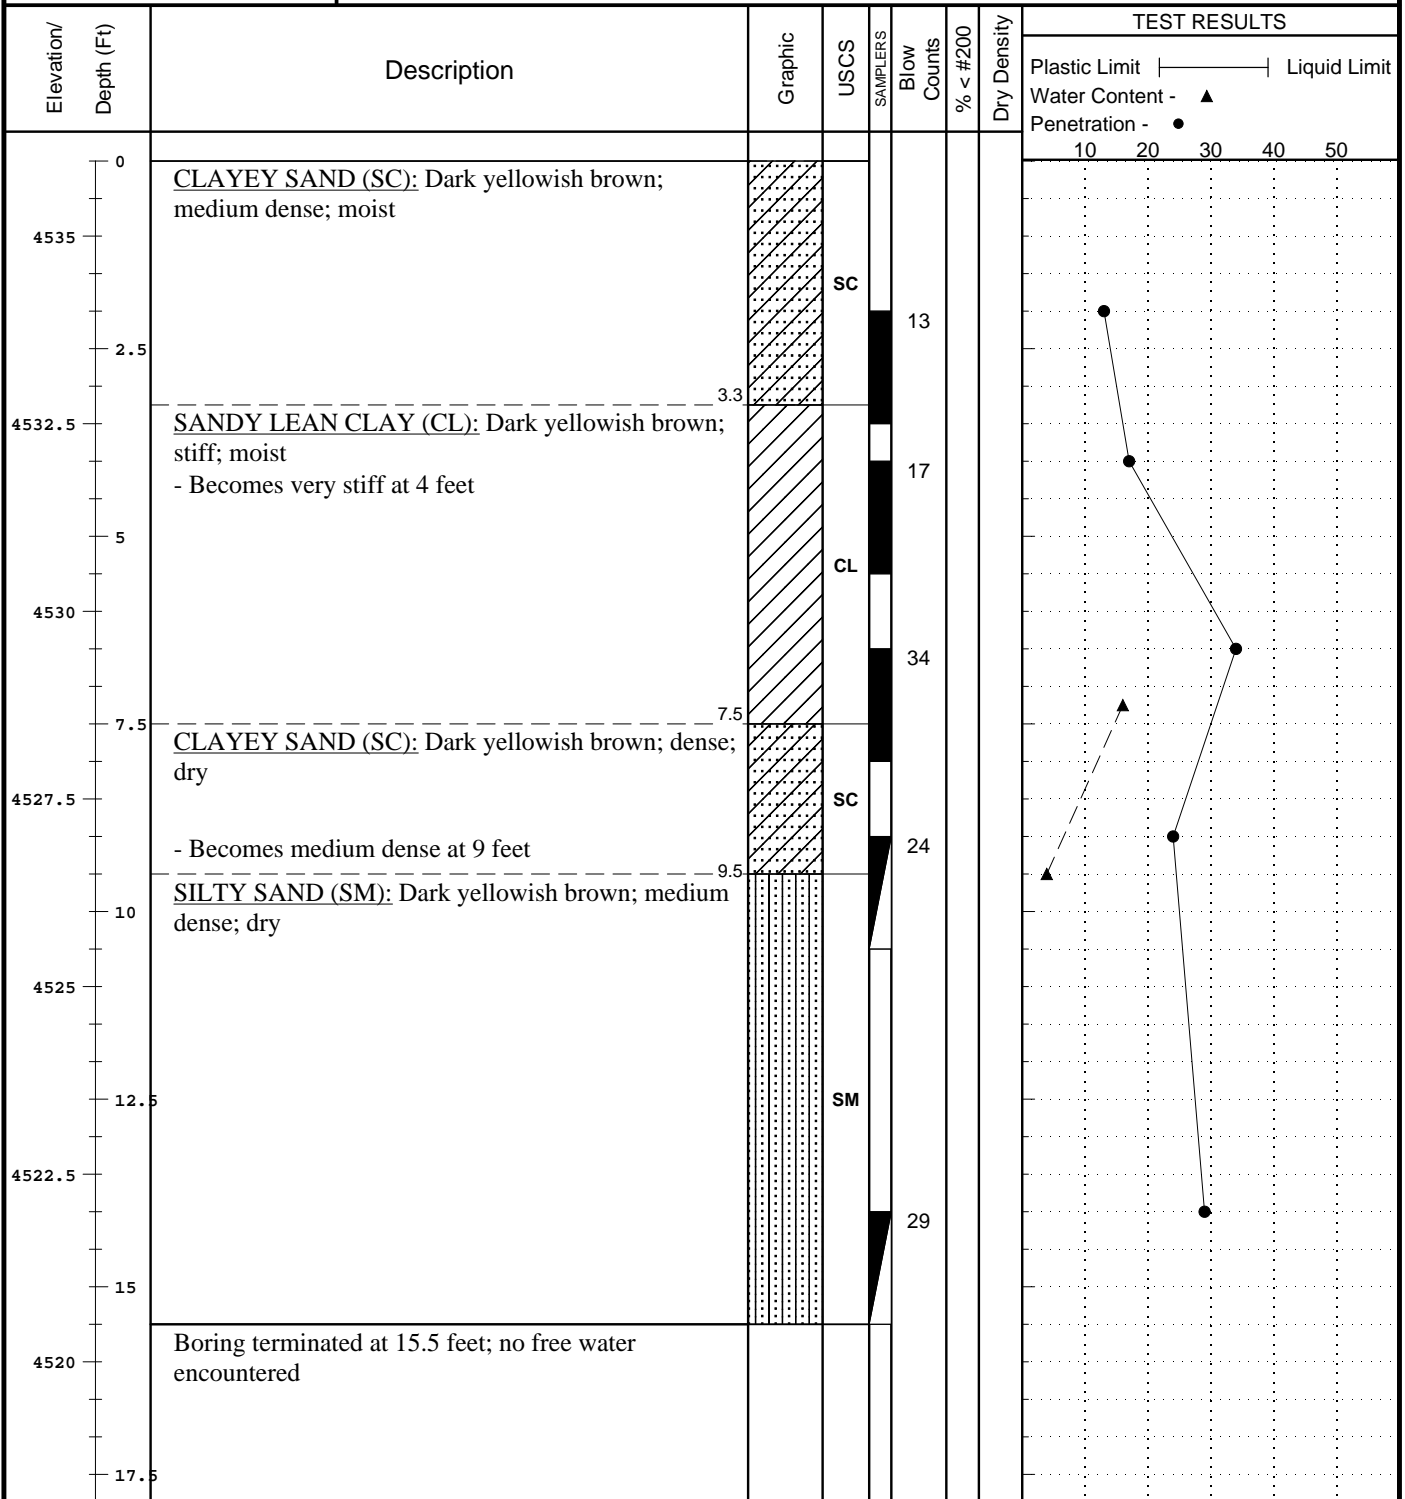 Elevation/
Depth (Ft)
Description
Graphic
USCS
SAMPLERS
Blow
Counts
% < #200
Dry Density
TEST RESULTS
Plastic Limit Liquid Limit
Water Content -
Penetration -
10 20 30 40 50
0
CLAYEY SAND (SC): Dark yellowish brown;
medium dense; moist
4535
SC
13
2.5
3.3
4532.5
SANDY LEAN CLAY (CL): Dark yellowish brown;
stiff; moist
- Becomes very stiff at 4 feet
17
5
CL
4530
34
7.5
7.5
CLAYEY SAND (SC): Dark yellowish brown; dense;
dry
4527.5
SC
- Becomes medium dense at 9 feet
24
9.5
SILTY SAND (SM): Dark yellowish brown; medium
dense; dry
10
4525
12.5
SM
4522.5
29
15
Boring terminated at 15.5 feet; no free water
encountered
4520
17.5